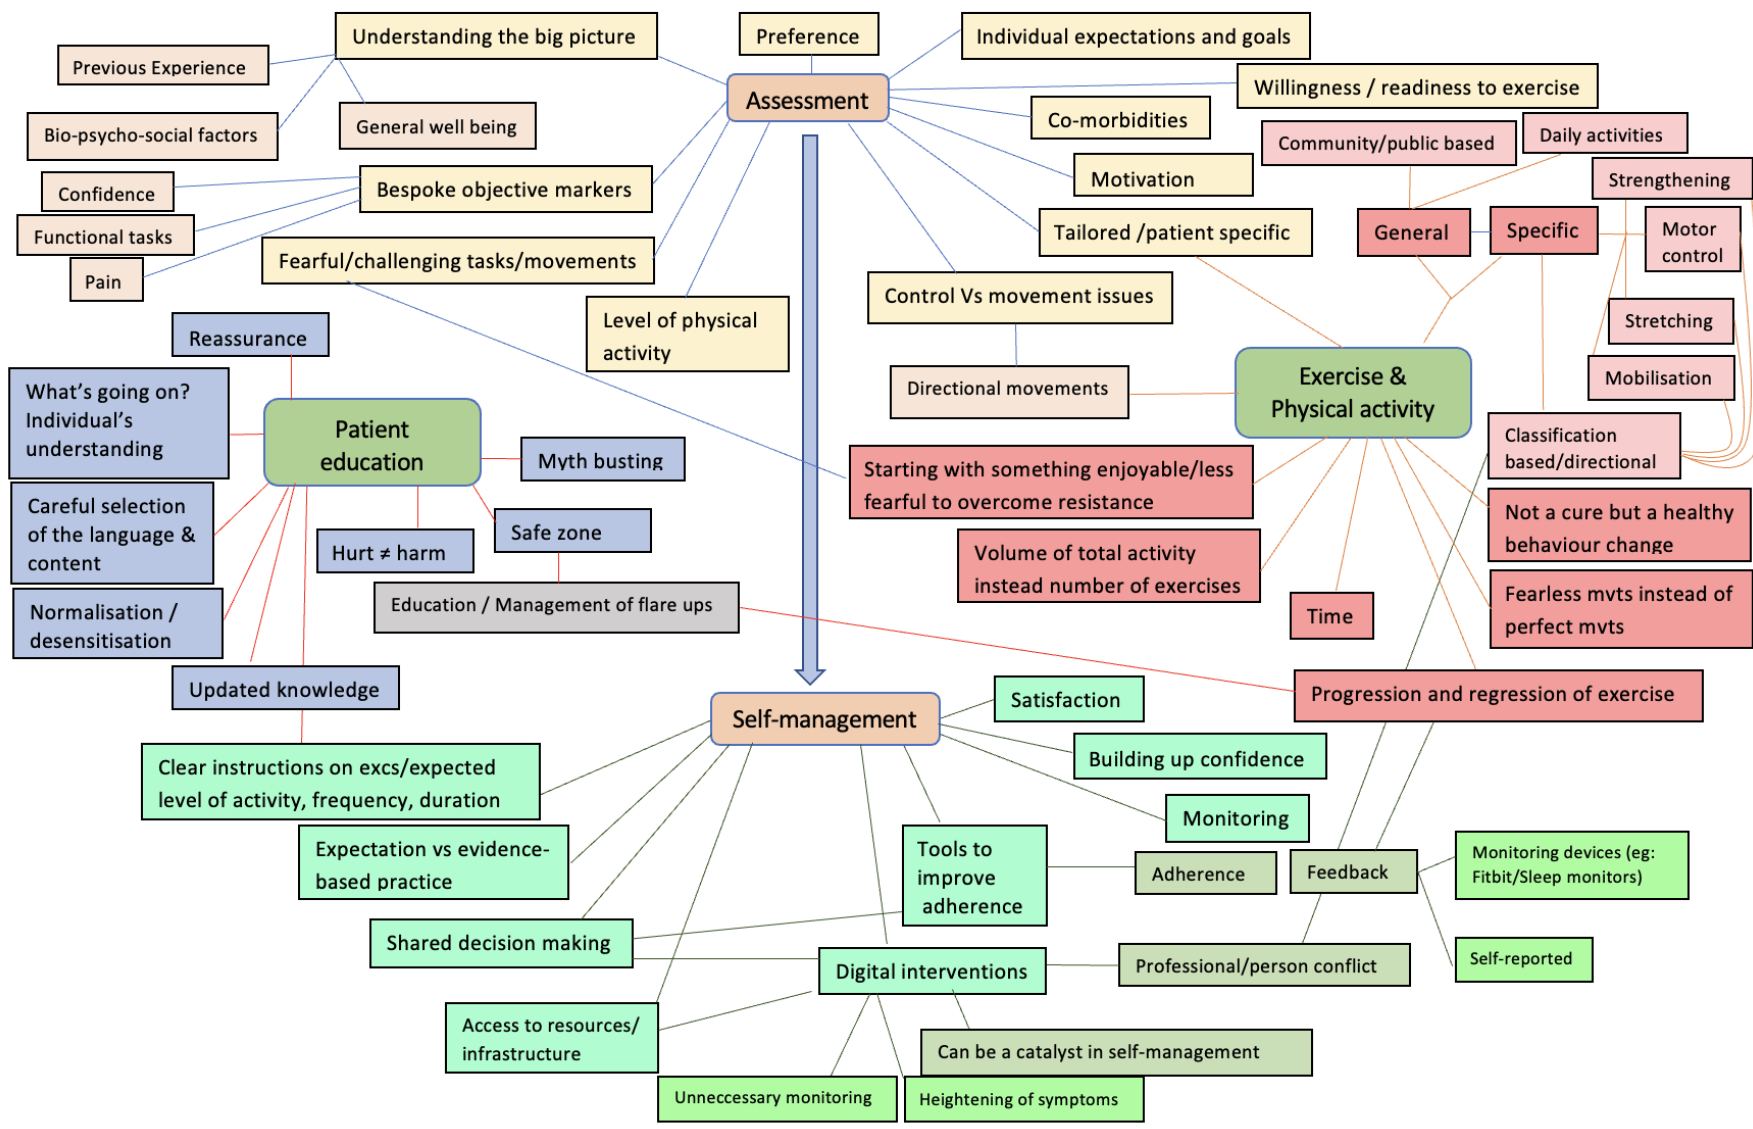 Understanding the big picture
Preference
Individual expectations and goals
Previous Experience
Assessment
Willingness / readiness to exercise
Bio-psycho-social factors
General well being
Co-morbidities
Community/public based
Daily activities
Confidence
Bespoke objective markers
Motivation
Strengthening
Functional tasks
Tailored /patient specific
General
Specific
Motor
control
Pain
Fearful/challenging tasks/movements
Control Vs movement issues
Level of physical
activity
Stretching
Reassurance
Directional movements
Exercise &
Physical activity
Mobilisation
What's going on?
Individual's
understanding
Patient
education
Myth busting
Classification
based/directional
Starting with something enjoyable/less
fearful to overcome resistance
Careful selection
of the language &
content
Hurt ≠ harm
Safe zone
Not a cure but a healthy
behaviour change
Volume of total activity
instead number of exercises
Normalisation /
desensitisation
Education / Management of flare ups
Time
Fearless mvts instead of
perfect mvts
Updated knowledge
Self-management
Satisfaction
Progression and regression of exercise
Clear instructions on excs/expected
level of activity, frequency, duration
Building up confidence
Monitoring
Expectation vs evidence-
based practice
Tools to
improve
adherence
Adherence
Feedback
Monitoring devices (eg:
Fitbit/Sleep monitors)
Shared decision making
Digital interventions
Professional/person conflict
Self-reported
Access to resources/
infrastructure
Can be a catalyst in self-management
Unneccessary monitoring
Heightening of symptoms